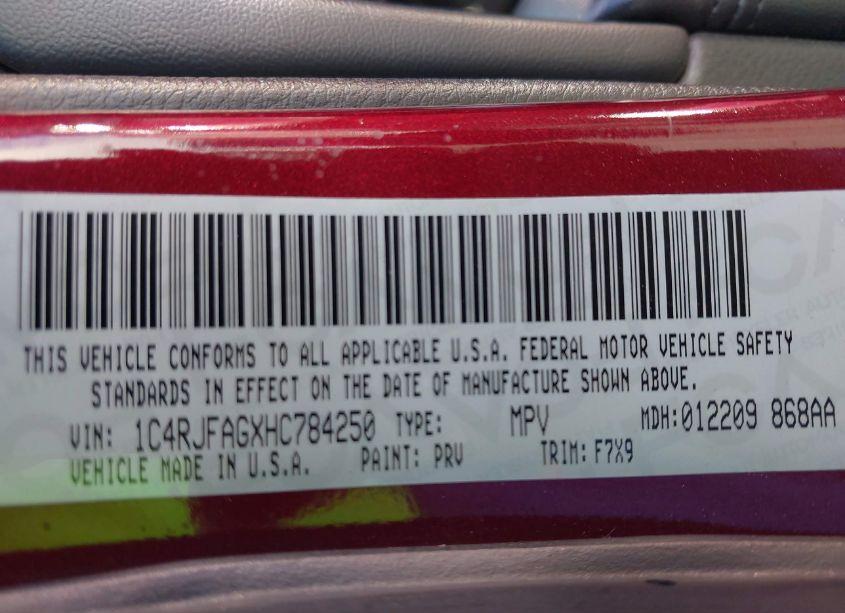 THIS VEHICLE CONFORMS TO ALL APPLICABLE U.S.A. FEDERAL MOTOR VEHICLE SAFETY
STANDARDS IN EFFECT ON THE DATE OF MANUFACTURE SHOWN ABOVE.
VIN: 1C4RJFAGXHC784250 TYPE: MPV MDH:012209 868AA
VEHICLE MADE IN U.S.A. PAINT: PRV TRIM: F7X9